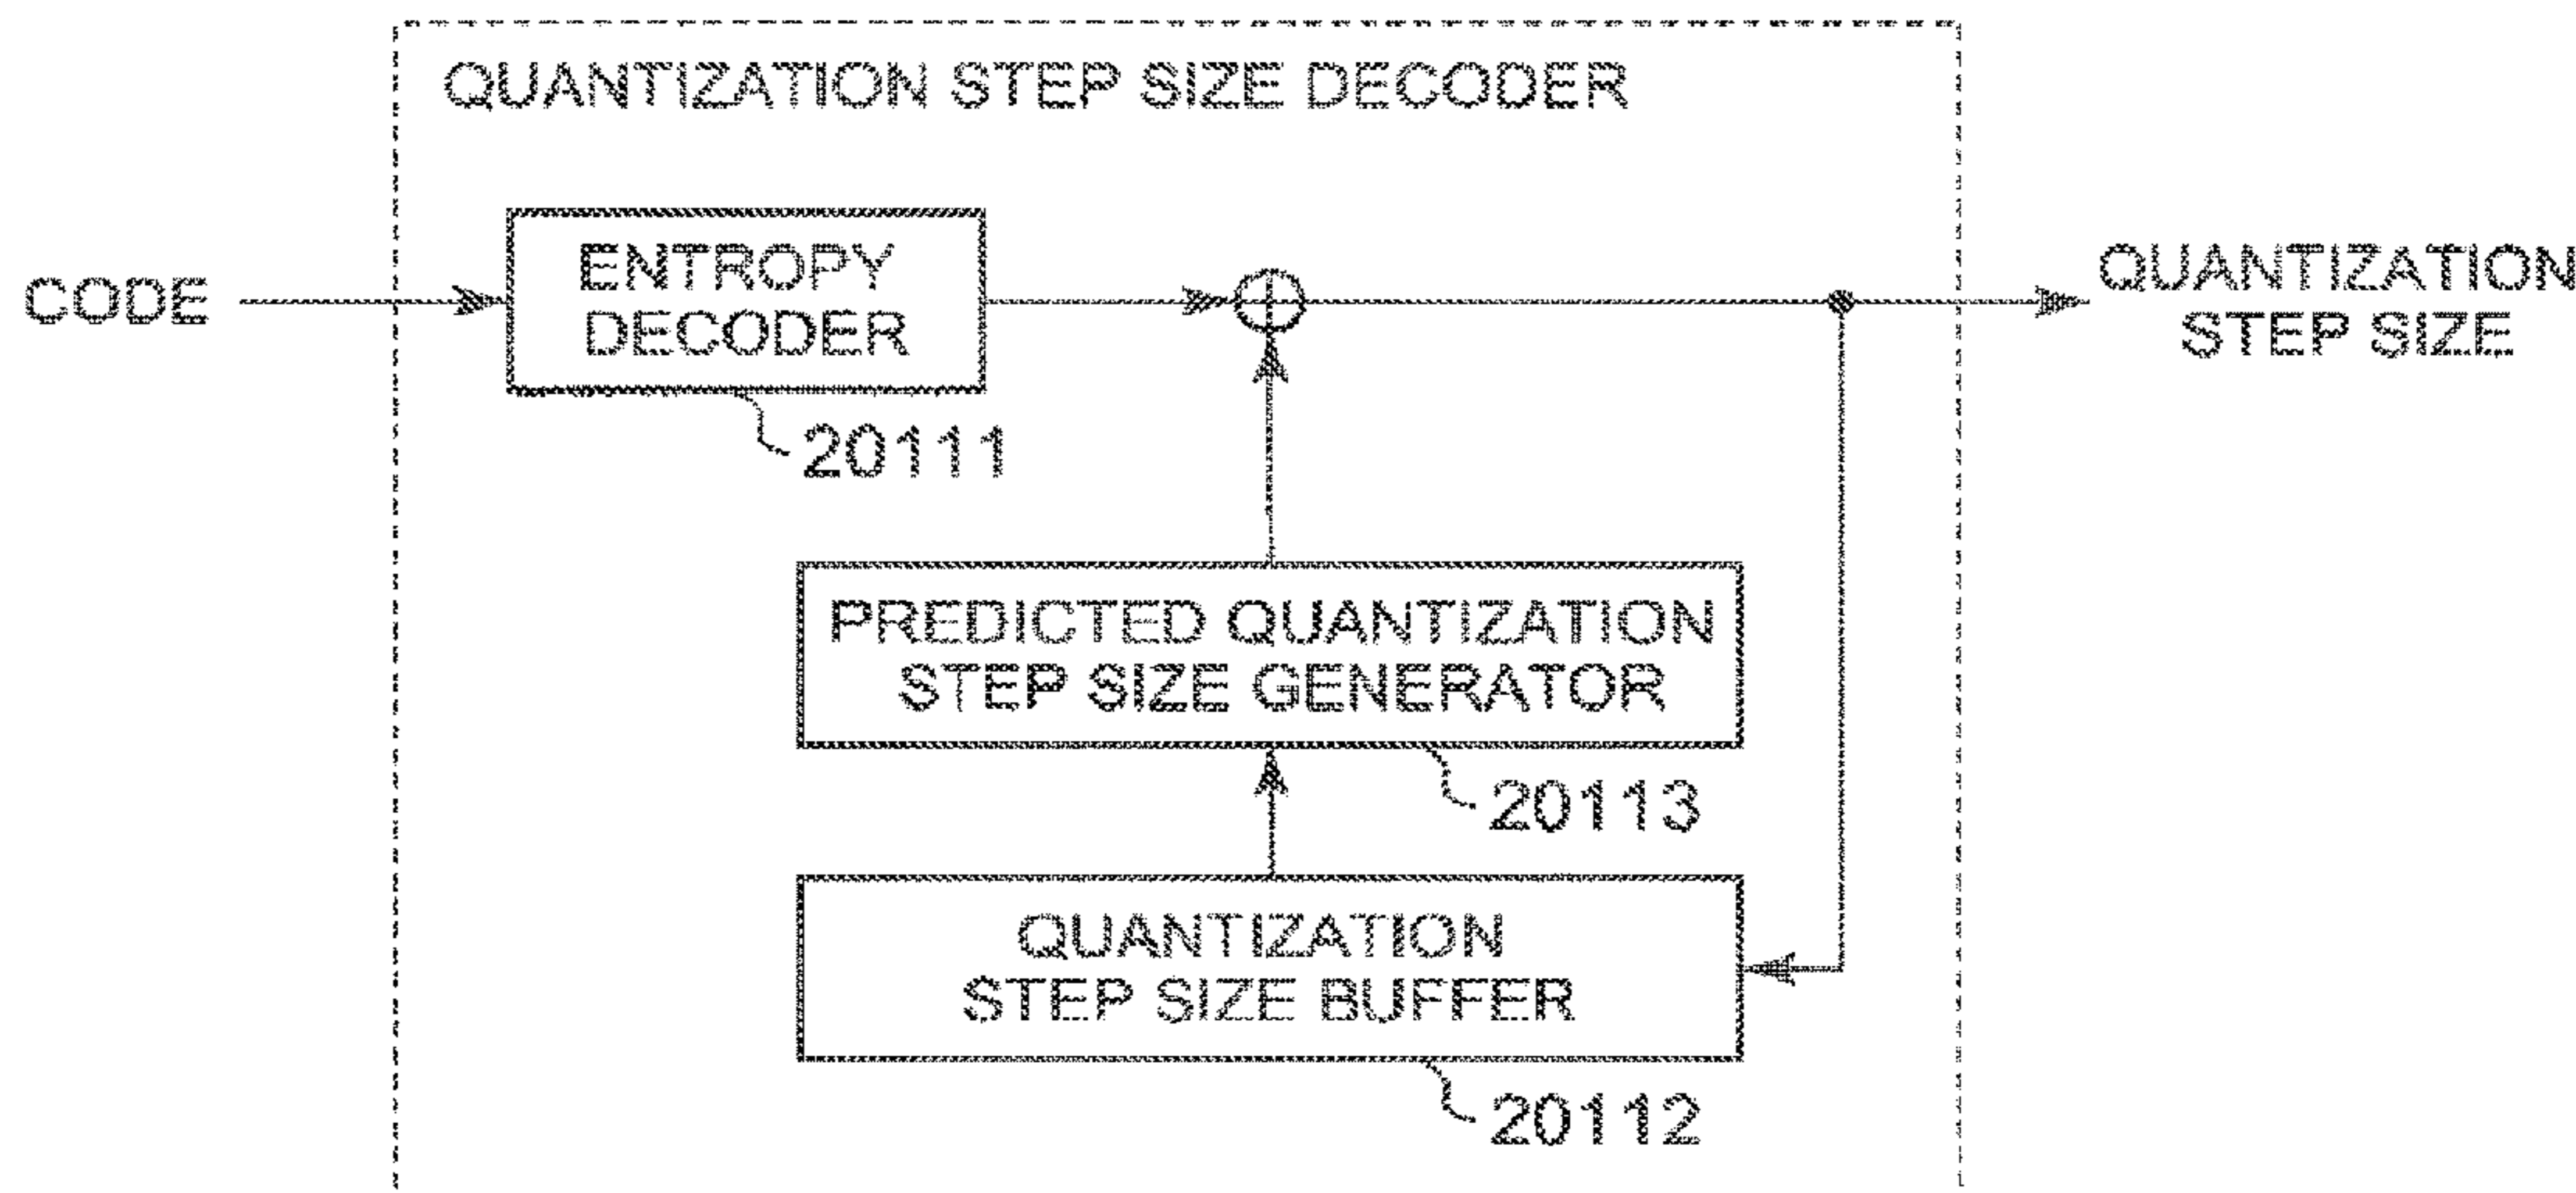 QUANTIZATION STEP SIZE DECODER
CODE
ENTROPY
DECODER
20111
QUANTIZATION
STEP SIZE
PREDICTED QUANTIZATION
STEP SIZE GENERATOR
20113
QUANTIZATION
STEP SIZE BUFFER
20112